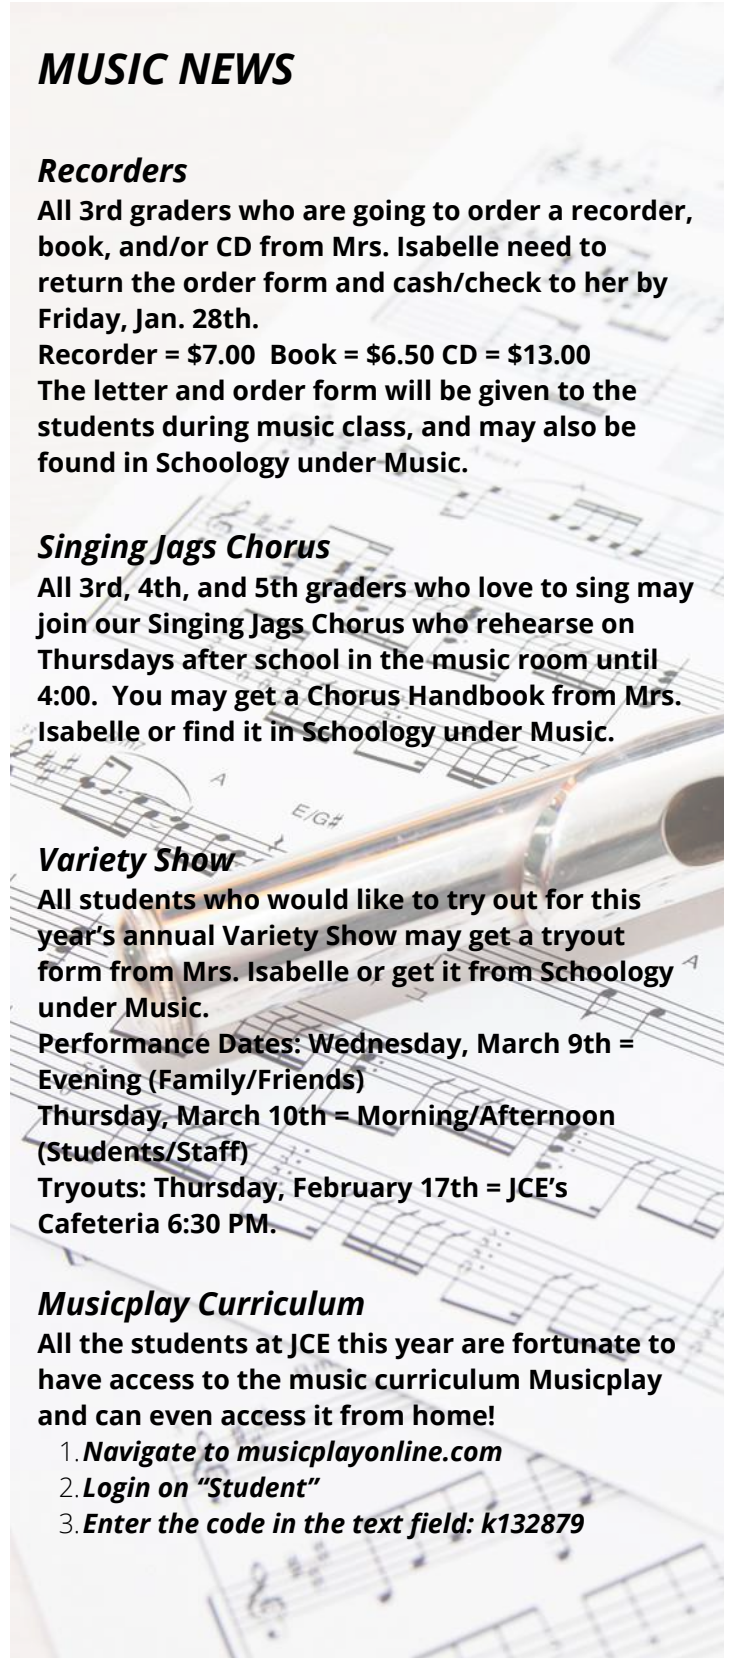 MUSIC NEWS
Recorders
All 3rd graders who are going to order a recorder,
book, and/or CD from Mrs. Isabelle need to
return the order form and cash/check to her by
Friday, Jan. 28th.
Recorder = $7.00  Book = $6.50 CD = $13.00
The letter and order form will be given to the
students during music class, and may also be
found in Schoology under Music.
Singing Jags Chorus
All 3rd, 4th, and 5th graders who love to sing may
join our Singing Jags Chorus who rehearse on
Thursdays after school in the music room until
4:00.  You may get a Chorus Handbook from Mrs.
Isabelle or find it in Schoology under Music.
A
E/G#
Variety Show
All students who would like to try out for this
year's annual Variety Show may get a tryout
form from Mrs. Isabelle or get it from Schoology
A
under Music.
Performance Dates: Wednesday, March 9th =
Evening (Family/Friends)
Thursday, March 10th = Morning/Afternoon
(Students/Staff)
Tryouts: Thursday, February 17th = JCE's
Cafeteria 6:30 PM.
Musicplay Curriculum
All the students at JCE this year are fortunate to
have access to the music curriculum Musicplay
and can even access it from home!
1. Navigate to musicplayonline.com
2. Login on “Student”
3. Enter the code in the text field: k132879